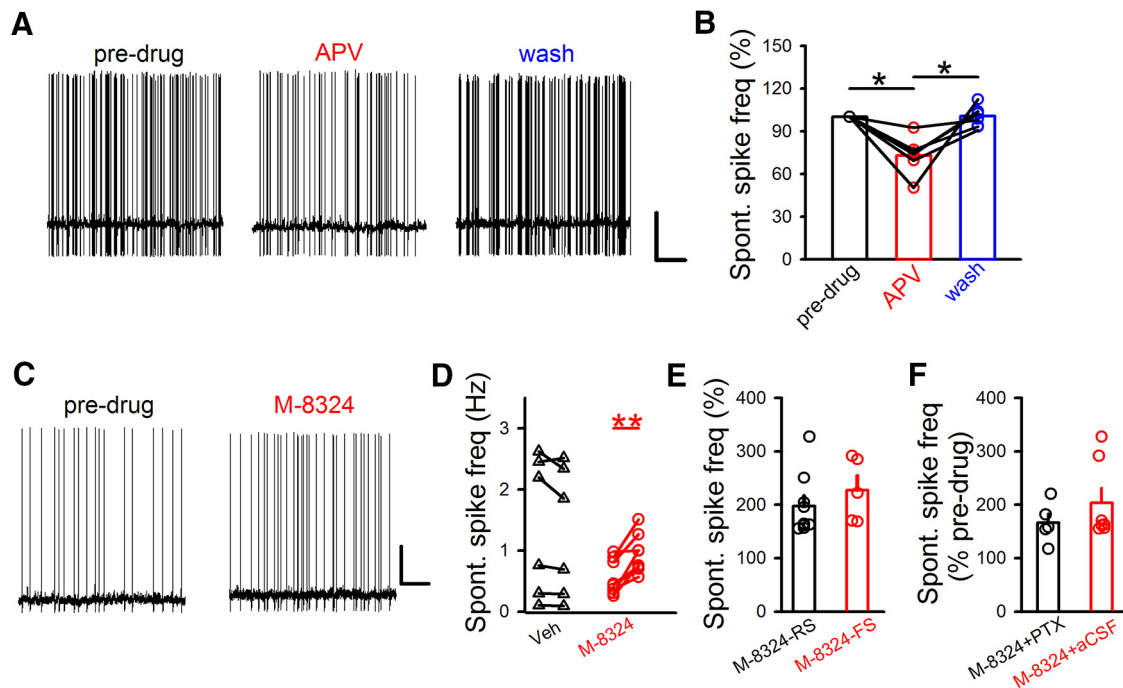 A
pre-drug
APV
wash
B
Spont. spike freq (%)
150
120
90
60
30
0
*
*
pre-drug
APV
wash
C
pre-drug
M-8324
D
Spont. spike freq (Hz)
3
2
1
0
**
Veh
M-8324
E
Spont. spike freq (%)
400
300
200
100
0
M-8324-RS
M-8324-FS
F
Spont. spike freq
(% pre-drug)
400
300
200
100
0
M-8324+PTX
M-8324+aCSF